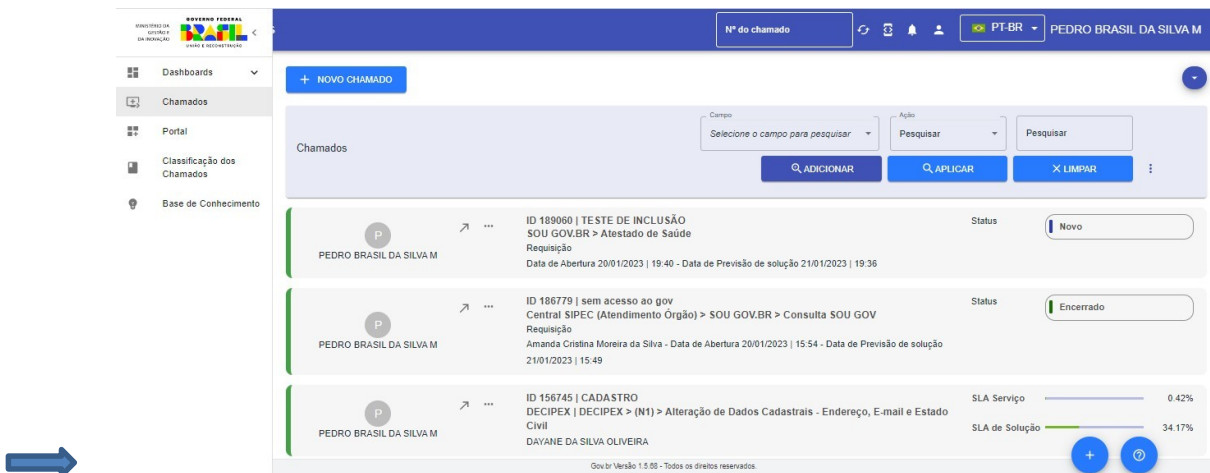 MINISTÉRIO DA
GESTÃO E
DA INOVAÇÃO
GOVERNO FEDERAL
BRASIL
UNIÃO E RECONSTRUÇÃO
S
Nº do chamado
PT-BR
PEDRO BRASIL DA SILVA M
Dashboards
Chamados
Portal
Classificação dos
Chamados
Base de Conhecimento
+ NOVO CHAMADO
Chamados
Campo
Selecione o campo para pesquisar
Ação
Pesquisar
Pesquisar
ADICIONAR
APLICAR
LIMPAR
P
PEDRO BRASIL DA SILVA M
ID 189060 | TESTE DE INCLUSÃO
SOU GOV.BR > Atestado de Saúde
Requisição
Data de Abertura 20/01/2023 | 19:40 - Data de Previsão de solução 21/01/2023 | 19:36
Status
Novo
P
PEDRO BRASIL DA SILVA M
ID 186779 | sem acesso ao gov
Central SIPEC (Atendimento Órgão) > SOU GOV.BR > Consulta SOU GOV
Requisição
Amanda Cristina Moreira da Silva - Data de Abertura 20/01/2023 | 15:54 - Data de Previsão de solução
21/01/2023 | 15:49
Status
Encerrado
P
PEDRO BRASIL DA SILVA M
ID 156745 | CADASTRO
DECIPEX | DECIPEX > (N1) > Alteração de Dados Cadastrais - Endereço, E-mail e Estado
Civil
DAYANE DA SILVA OLIVEIRA
SLA Serviço 0.42%
SLA de Solução 34.17%
Gov.br Versão 1.5.68 - Todos os direitos reservados.